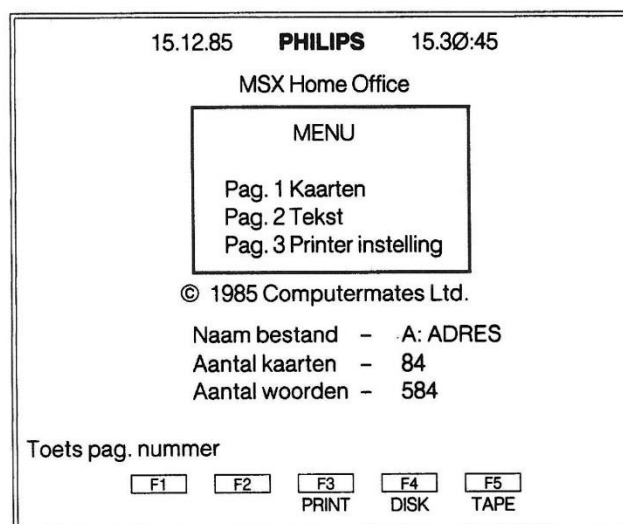 15.12.85 PHILIPS 15.3Ø:45
MSX Home Office
MENU
Pag. 1 Kaarten
Pag. 2 Tekst
Pag. 3 Printer instelling
© 1985 Computermates Ltd.
Naam bestand – A: ADRES
Aantal kaarten – 84
Aantal woorden – 584
Toets pag. nummer
F1 F2 F3 F4 F5
PRINT DISK TAPE